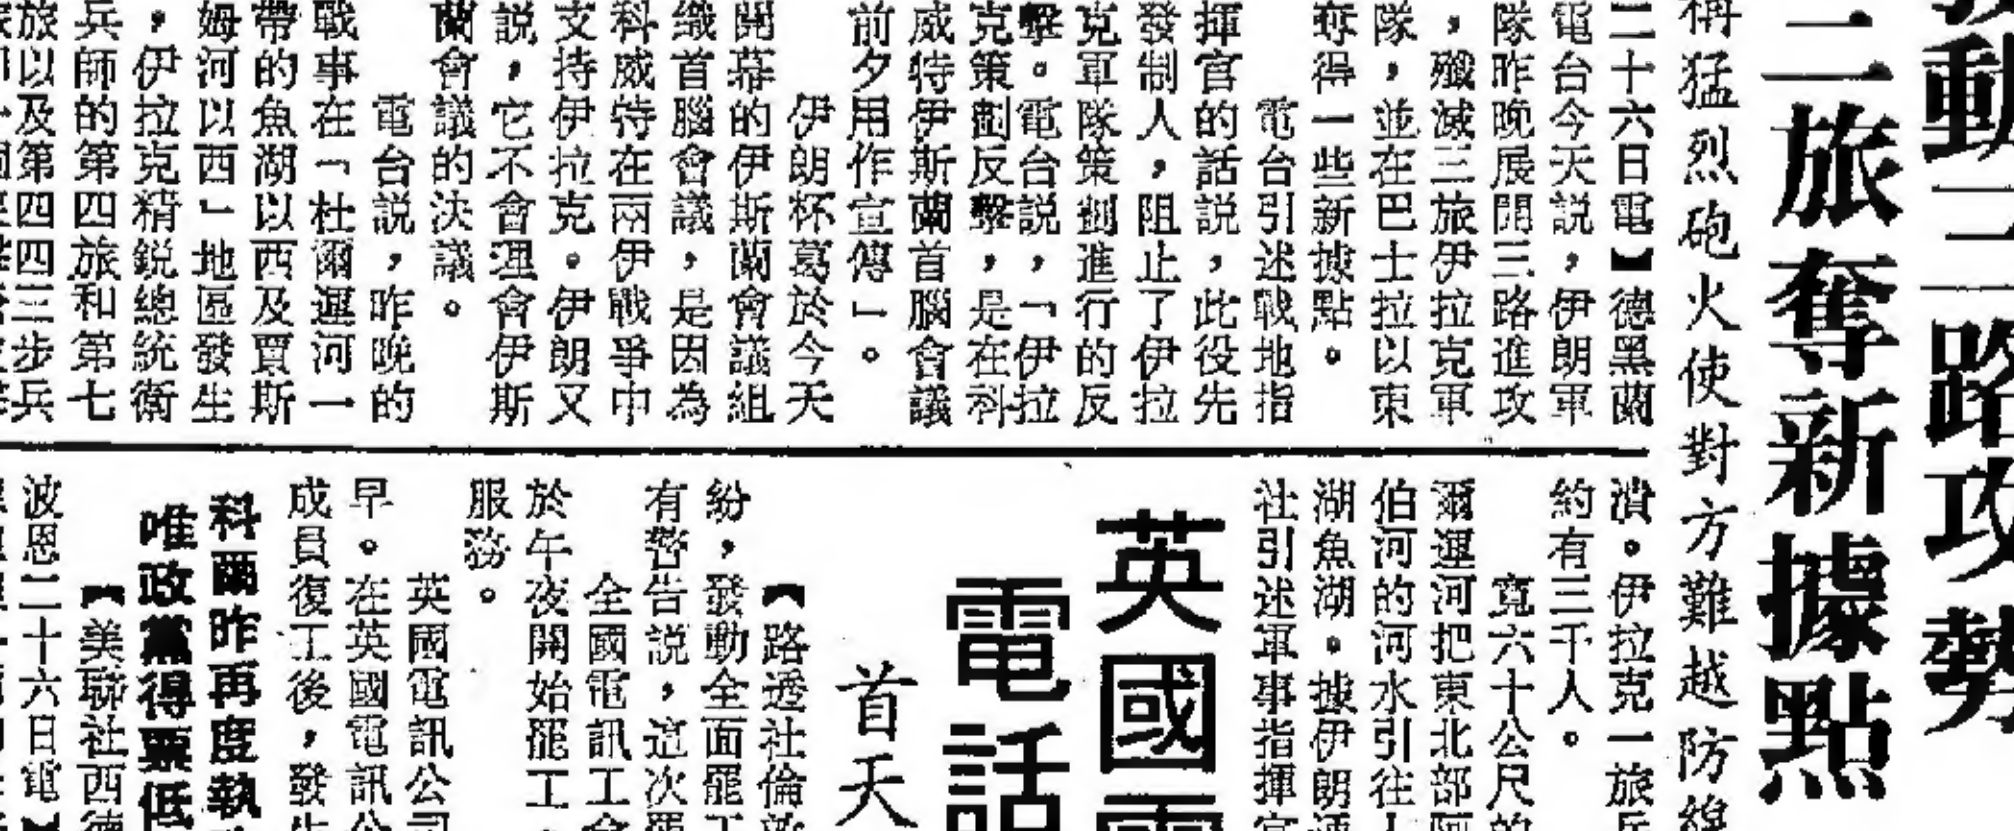 動三路攻勢
三旅奪新據點
稱猛烈砲火使對方難越防線
二十六日電】德黑蘭
電台今天説，伊朗軍
隊昨晚展開三路進攻
，殲滅三旅伊拉克軍
隊，並在巴士拉以東
奪得一些新據點。
電台引述戰地指
揮官的話説，此役先
發制人，阻止了伊拉
克軍隊策劃進行的反
擊。電台説，「伊拉
克策劃反擊，是在科
威特伊斯蘭首腦會議
前夕用作宣傳」。
伊朗杯葛於今天
開幕的伊斯蘭會議組
織首腦會議，是因為
科威特在兩伊戰爭中
支持伊拉克。伊朗又
説，它不會理會伊斯
蘭會議的決議。
電台説，昨晚的
戰事在「杜爾運河一
帶的魚湖以西及賈斯
姆河以西」地區發生
，伊拉克精銳總統衛
兵師的第四旅和第七
旅以及第四四三步兵
潰。伊拉克一旅兵
約有三千人。
寬六十公尺的
爾運河把東北部阿
伯河的河水引往人
湖魚湖。據伊朗通
社引述軍事指揮官
英國電
電話
首天
【路透社倫敦
紛，發動全面罷工
有警告説，這次罷
全國電訊工會
於午夜開始罷工，
服務。
英國電訊公司
早。在英國電訊公
成員復工後，發生
科爾昨再度執
唯政黨得票低
【美聯社西德
波恩二十六日電】